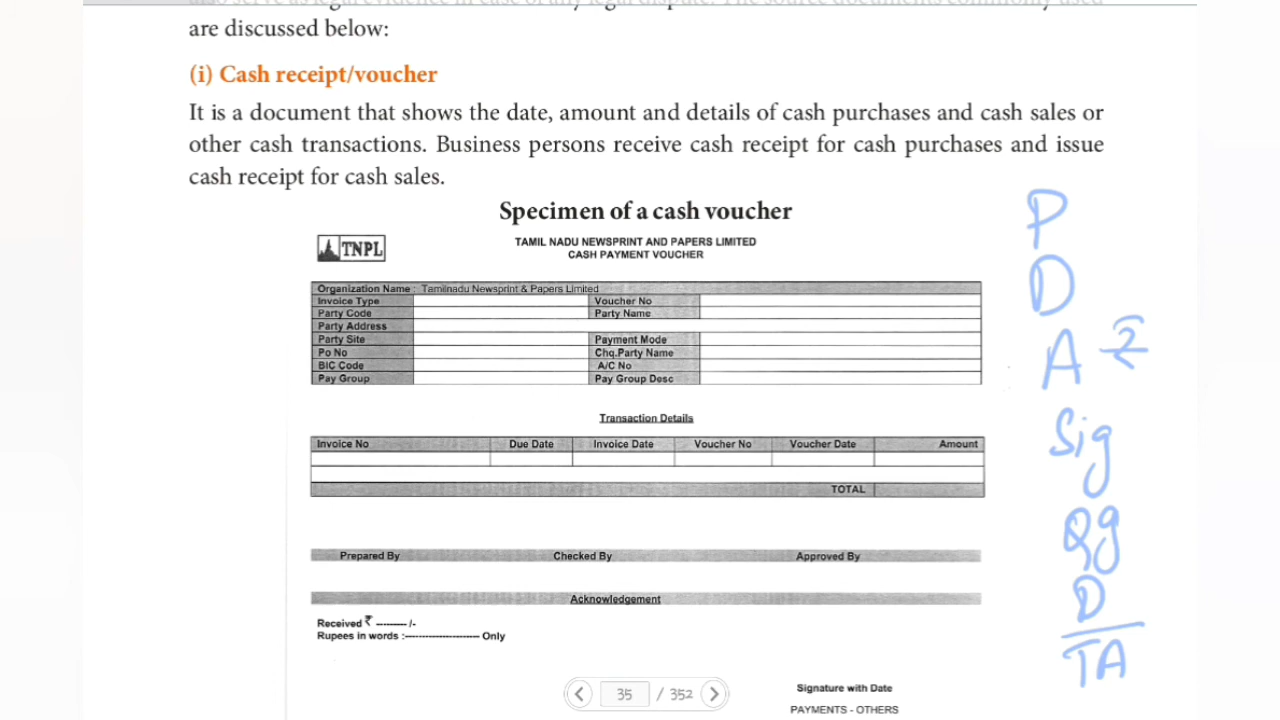 are discussed below:
(i) Cash receipt/voucher
It is a document that shows the date, amount and details of cash purchases and cash sales or
other cash transactions. Business persons receive cash receipt for cash purchases and issue
cash receipt for cash sales.
Specimen of a cash voucher
TNPL
TAMIL NADU NEWSPRINT AND PAPERS LIMITED
CASH PAYMENT VOUCHER
Organization Name : Tamilnadu Newsprint & Papers Limited
Invoice Type Voucher No
Party Code Party Name
Party Address
Party Site Payment Mode
Po No Chq.Party Name
BIC Code A/C No
Pay Group Pay Group Desc
Transaction Details
Invoice No Due Date Invoice Date Voucher No Voucher Date Amount
TOTAL
Prepared By Checked By Approved By
Acknowledgement
Received ₹ --------- /-
Rupees in words :---------------------- Only
Signature with Date
PAYMENTS - OTHERS
35 / 352
P
D
A
Sig
D
TA